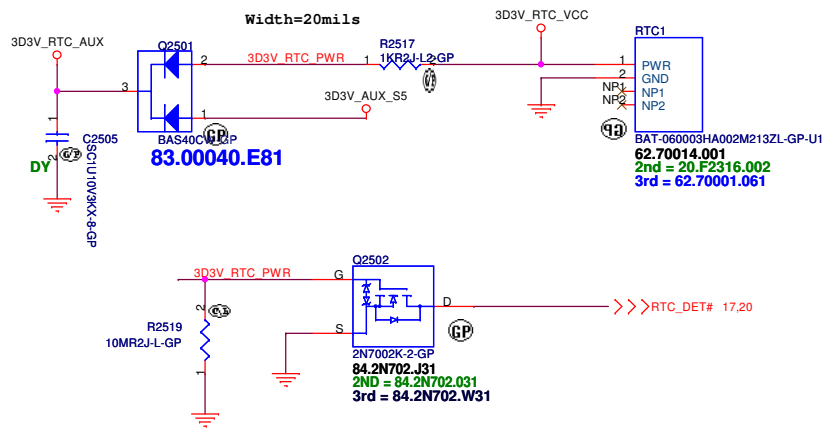 Width=20mils
3D3V_RTC_AUX
Q2501
3D3V_RTC_PWR
R2517
1KR2J-L2-GP
3D3V_RTC_VCC
RTC1
2
1
2
3
1
PWR
2
GND
NP1
NP1
NP2
NP2
3D3V_AUX_S5
1
1
C2505
2
DY
SC1U10V3KX-8-GP
GP
BAS40CW-GP
83.00040.E81
BAT-060003HA002M213ZL-GP-U1
62.70014.001
2nd = 20.F2316.002
3rd = 62.70001.061
Q2502
3D3V_RTC_PWR
G
D
S
2
R2519
10MR2J-L-GP
1
RTC_DET# 17,20
GP
2N7002K-2-GP
84.2N702.J31
2ND = 84.2N702.031
3rd = 84.2N702.W31